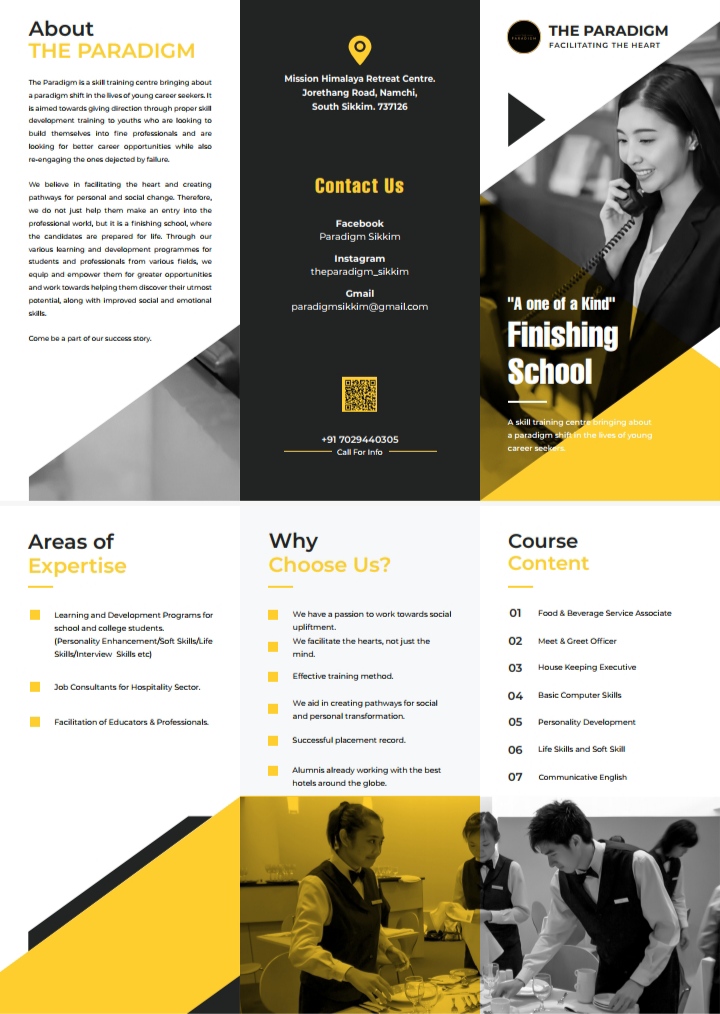 About
THE PARADIGM
The Paradigm is a skill training centre bringing about
a paradigm shift in the lives of young career seekers. It
is aimed towards giving direction through proper skill
development training to youths who are looking to
build themselves into fine professionals and are
looking for better career opportunities while also
re-engaging the ones dejected by failure.
We believe in facilitating the heart and creating
pathways for personal and social change. Therefore,
we do not just help them make an entry into the
professional world, but it is a finishing school, where
the candidates are prepared for life. Through our
various learning and development programmes for
students and professionals from various fields, we
equip and empower them for greater opportunities
and work towards helping them discover their utmost
potential, along with improved social and emotional
skills.
Come be a part of our success story.
Mission Himalaya Retreat Centre.
Jorethang Road, Namchi,
South Sikkim. 737126
Contact Us
Facebook
Paradigm Sikkim
Instagram
theparadigm_sikkim
Gmail
paradigmsikkim@gmail.com
+91 7029440305
Call For Info
THE PARADIGM
FACILITATING THE HEART
"A one of a Kind"
Finishing
School
A skill training centre bringing about
a paradigm shift in the lives of young
career seekers.
Areas of
Expertise
Learning and Development Programs for
school and college students.
(Personality Enhancement/Soft Skills/Life
Skills/Interview Skills etc)
Job Consultants for Hospitality Sector.
Facilitation of Educators & Professionals.
Why
Choose Us?
We have a passion to work towards social
upliftment.
We facilitate the hearts, not just the
mind.
Effective training method.
We aid in creating pathways for social
and personal transformation.
Successful placement record.
Alumnis already working with the best
hotels around the globe.
Course
Content
01 Food & Beverage Service Associate
02 Meet & Greet Officer
03 House Keeping Executive
04 Basic Computer Skills
05 Personality Development
06 Life Skills and Soft Skill
07 Communicative English